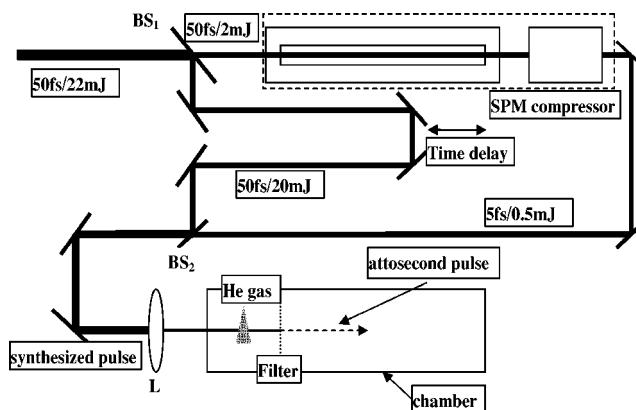 BS1
50fs/2mJ
50fs/22mJ
SPM compressor
Time delay
50fs/20mJ
5fs/0.5mJ
BS2
attosecond pulse
He gas
synthesized pulse
L
Filter
chamber